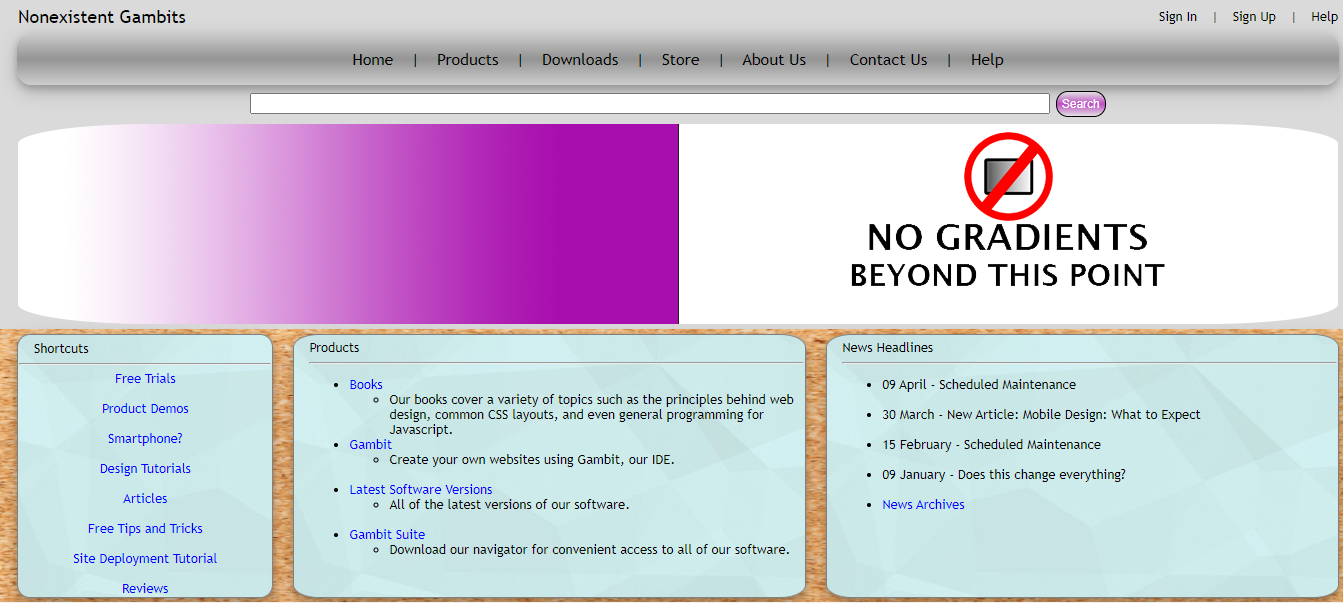 Nonexistent Gambits
Sign In | Sign Up | Help
Home | Products | Downloads | Store | About Us | Contact Us | Help
Search
NO GRADIENTS
BEYOND THIS POINT
Shortcuts
Free Trials
Product Demos
Smartphone?
Design Tutorials
Articles
Free Tips and Tricks
Site Deployment Tutorial
Reviews
Products
Books
Our books cover a variety of topics such as the principles behind web
design, common CSS layouts, and even general programming for
Javascript.
Gambit
Create your own websites using Gambit, our IDE.
Latest Software Versions
All of the latest versions of our software.
Gambit Suite
Download our navigator for convenient access to all of our software.
News Headlines
09 April - Scheduled Maintenance
30 March - New Article: Mobile Design: What to Expect
15 February - Scheduled Maintenance
09 January - Does this change everything?
News Archives